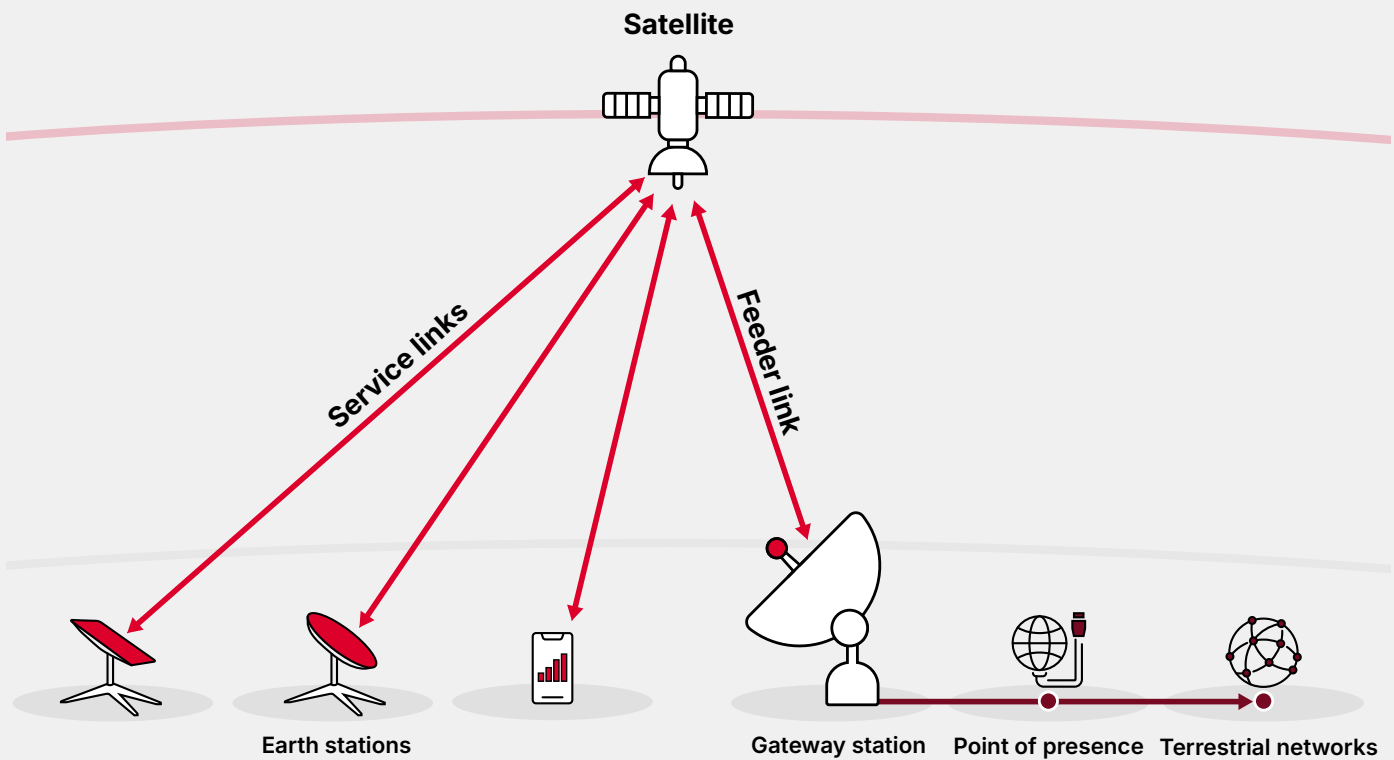 Satellite
Service links
Feeder link
Earth stations
Gateway station
Point of presence
Terrestrial networks